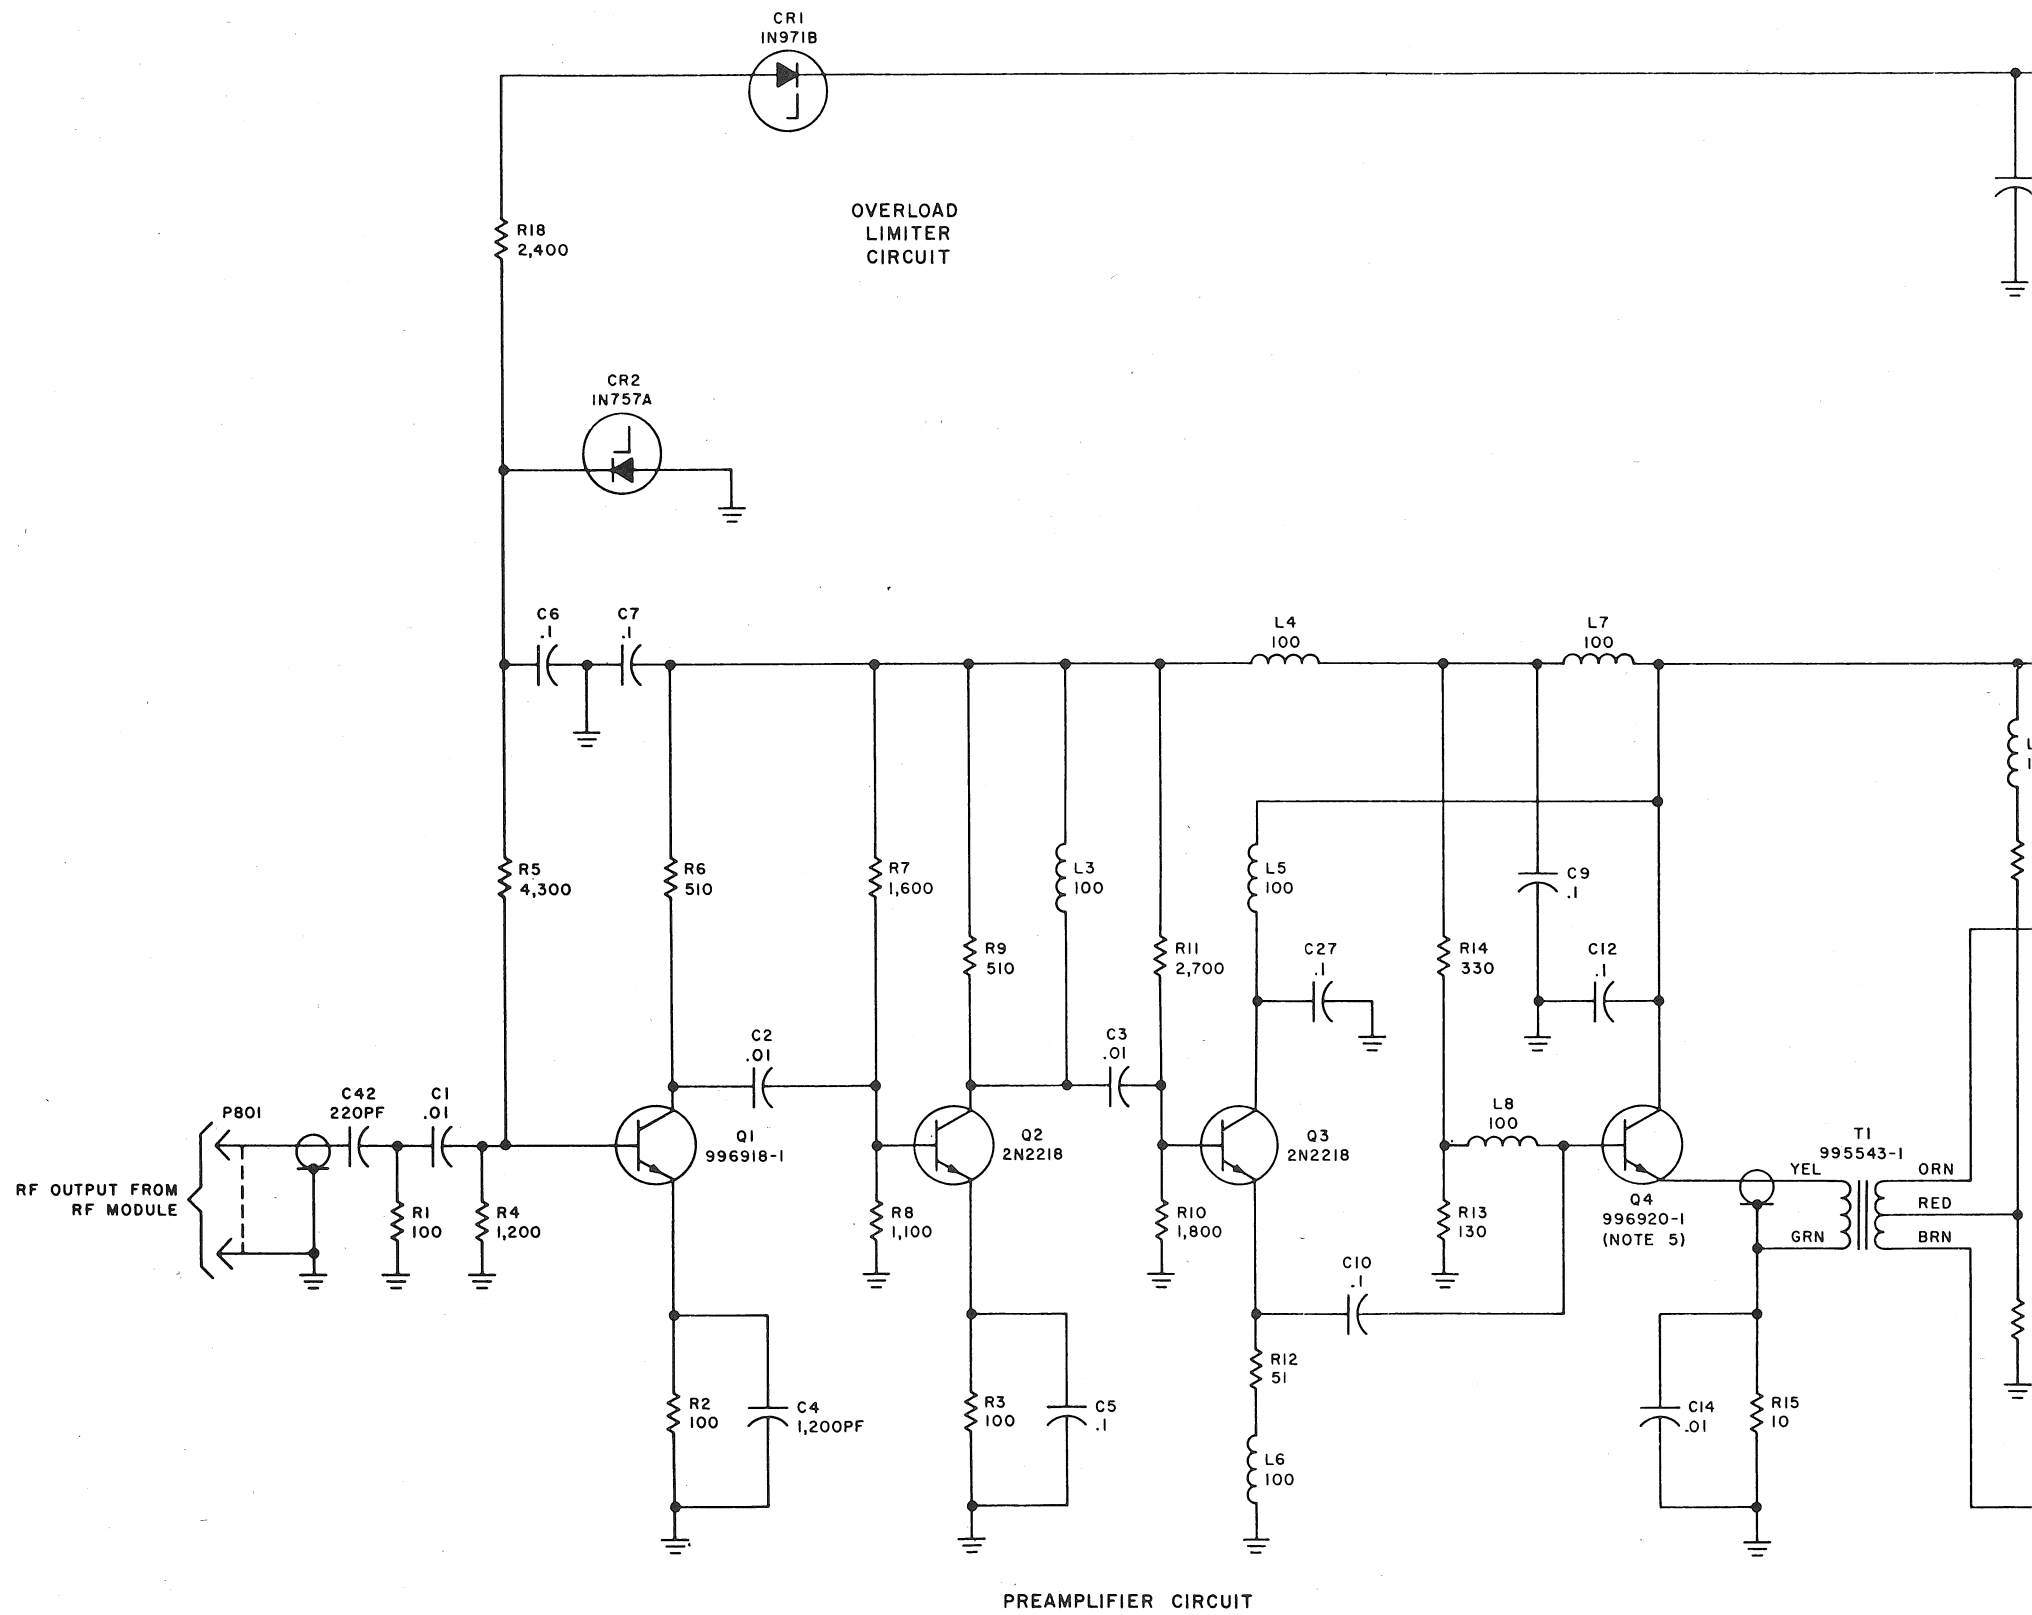 CR1
1N971B
OVERLOAD
LIMITER
CIRCUIT
R18
2,400
CR2
1N757A
C6
.1
C7
.1
L4
100
L7
100
R5
4,300
R6
510
R7
1,600
L3
100
L5
100
C9
.1
R9
510
R11
2,700
C27
.1
R14
330
C12
.1
C2
.01
C3
.01
P801
C42
220PF
C1
.01
Q1
996918-1
Q2
2N2218
Q3
2N2218
L8
100
T1
995543-1
YEL
ORN
RF OUTPUT FROM
RF MODULE
R1
100
R4
1,200
R8
1,100
R10
1,800
R13
130
Q4
996920-1
(NOTE 5)
RED
GRN
BRN
C10
.1
R12
51
R2
100
C4
1,200PF
R3
100
C5
.1
L6
100
C14
.01
R15
10
PREAMPLIFIER CIRCUIT